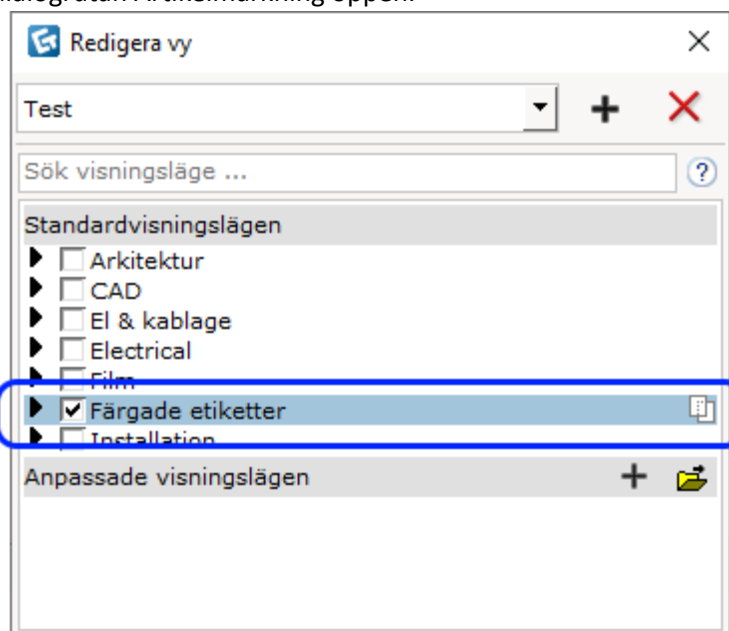 Redigera vy
Test
Sök visningsläge ...
Standardvisningslägen
Arkitektur
CAD
El & kablage
Electrical
Film
Färgade etiketter
Installation
Anpassade visningslägen